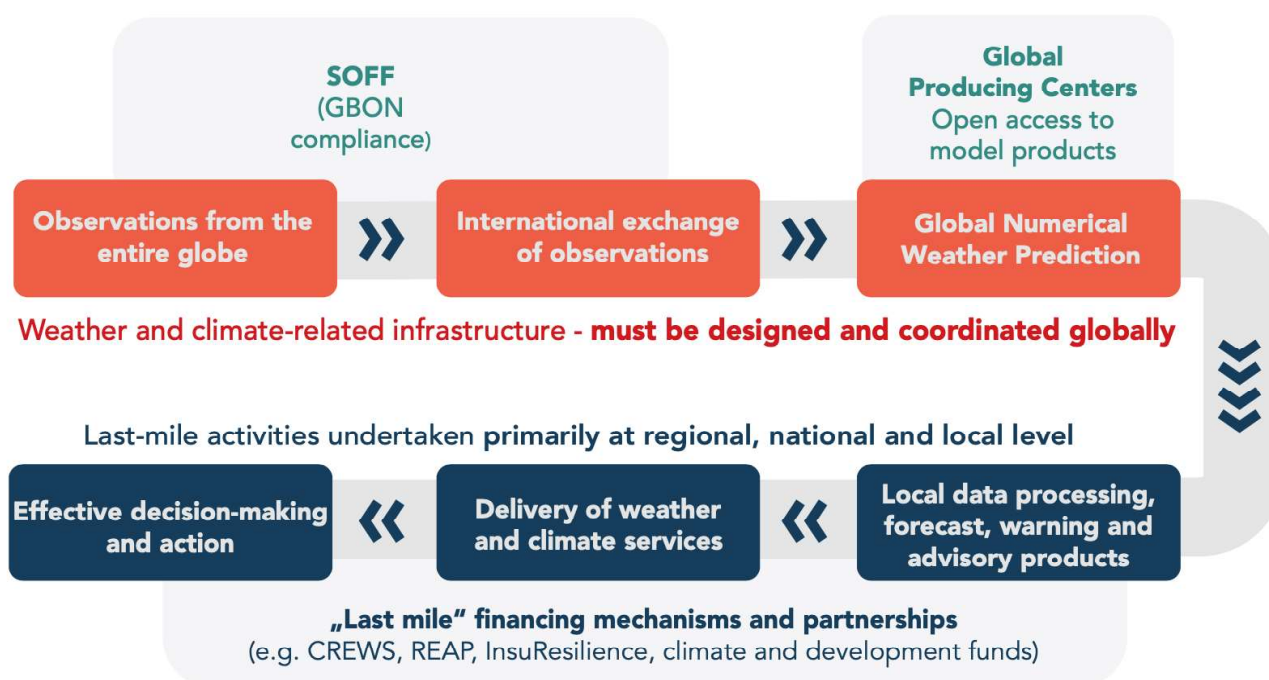 SOFF
(GBON
compliance)
Global
Producing Centers
Open access to
model products
Observations from the
entire globe
International exchange
of observations
Global Numerical
Weather Prediction
Weather and climate-related infrastructure - must be designed and coordinated globally
Last-mile activities undertaken primarily at regional, national and local level
Effective decision-making
and action
Delivery of weather
and climate services
Local data processing,
forecast, warning and
advisory products
„Last mile“ financing mechanisms and partnerships
(e.g. CREWS, REAP, InsuResilience, climate and development funds)